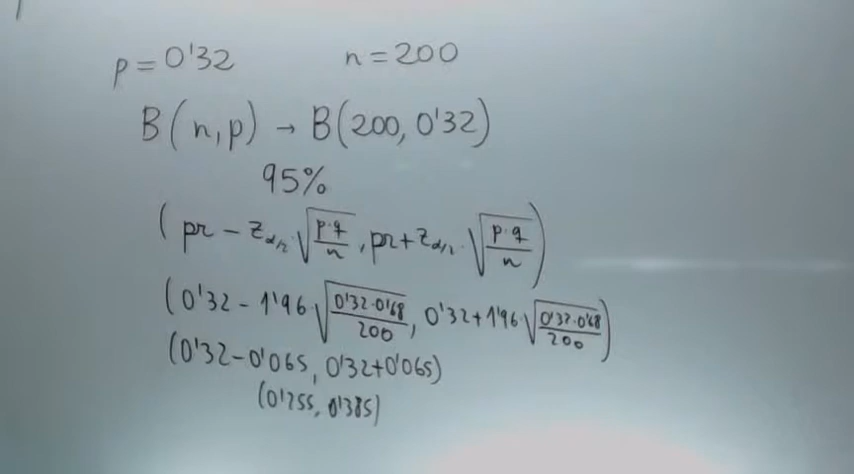 p = 0'32 n = 200
B(n,p) → B(200, 0'32)
95%
(pr - z_{α/2} · √(p·q/n), pr + z_{α/2} · √(p·q/n))
(0'32 - 1'96 · √(0'32·0'68/200), 0'32 + 1'96 · √(0'32·0'68/200))
(0'32 - 0'065, 0'32 + 0'065)
(0'255, 0'385)